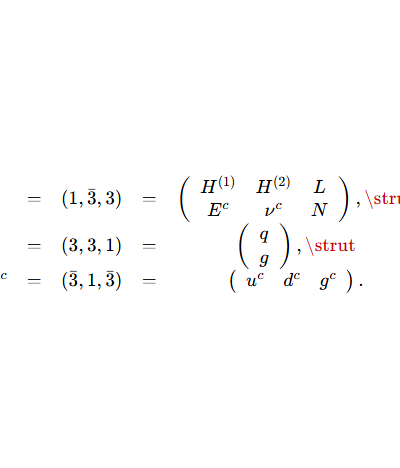 = (1, 3̄, 3) = ( H^{(1)} H^{(2)} L
E^c ν^c N ) , \stru
= (3, 3, 1) = ( q
g ) , \strut
^c = (3̄, 1, 3̄) = ( u^c d^c g^c ) .